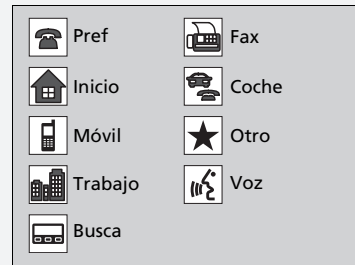 Pref
Fax
Inicio
Coche
Móvil
Otro
Trabajo
Voz
Busca